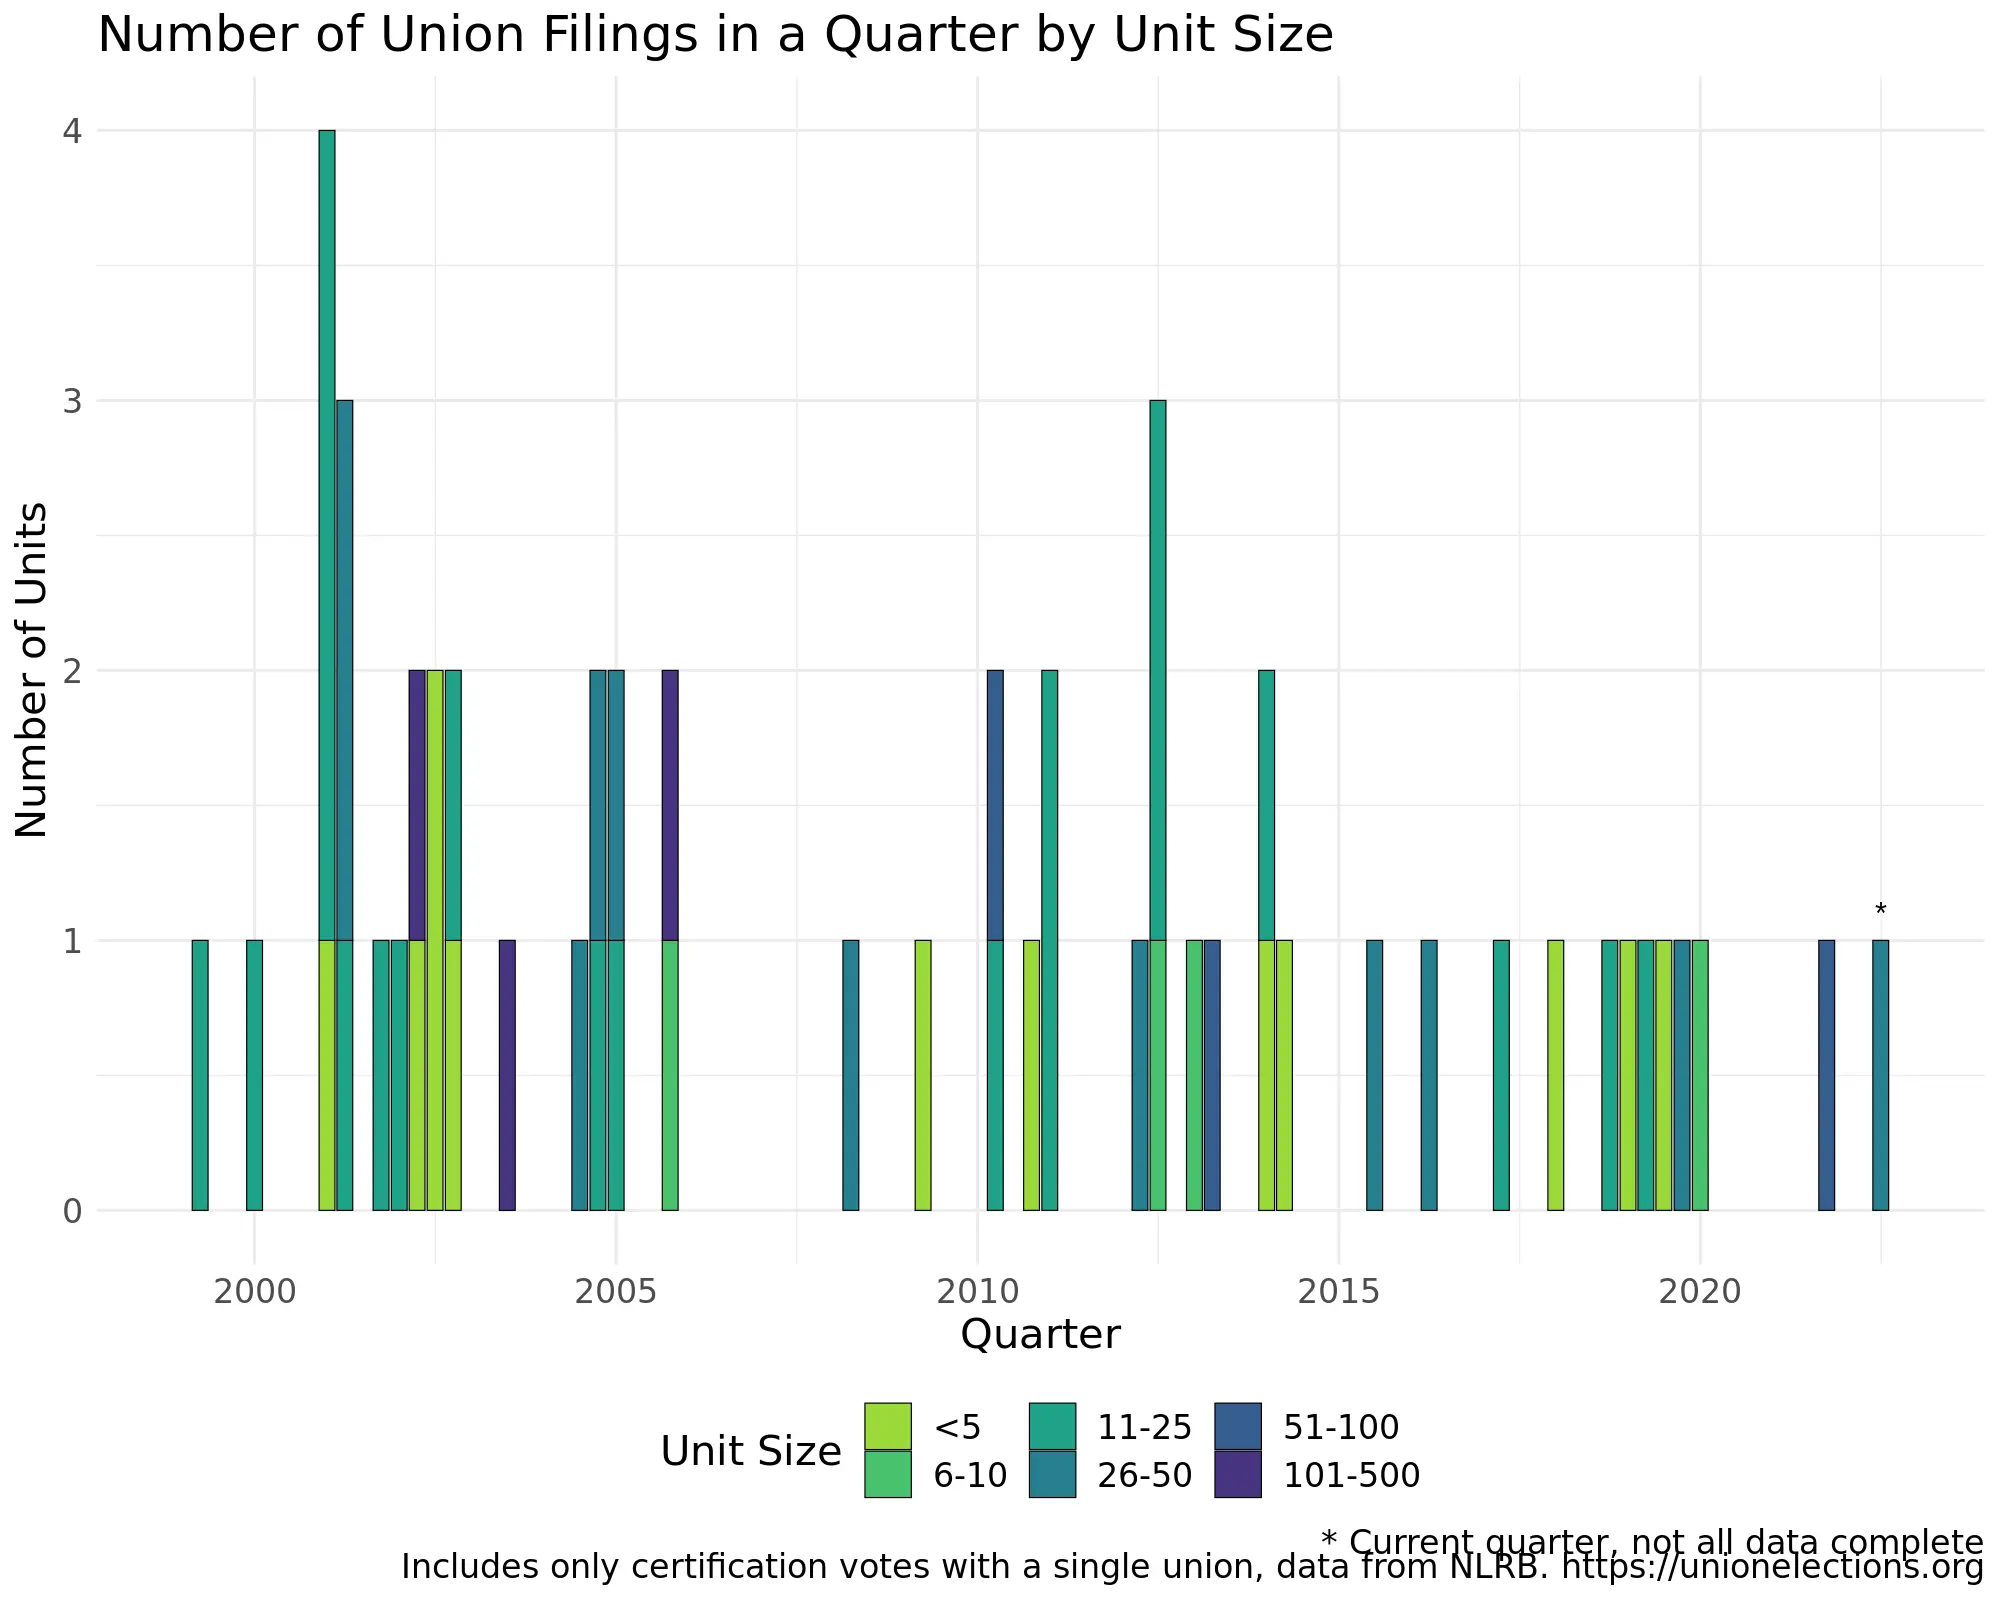 Number of Union Filings in a Quarter by Unit Size
Number of Units
4
3
2
1
0
*
2000 2005 2010 2015 2020
Quarter
Unit Size
<5 11-25 51-100
6-10 26-50 101-500
* Current quarter, not all data complete
Includes only certification votes with a single union, data from NLRB. https://unionelections.org